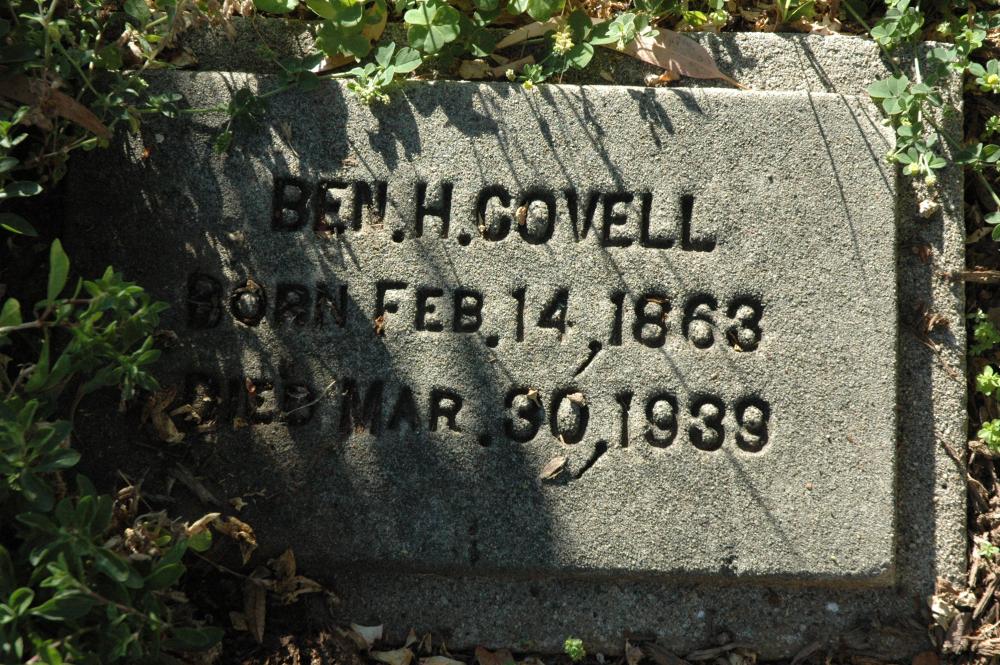 BEN. H. COVELL
BORN FEB. 14, 1863
DIED MAR. 30, 1939